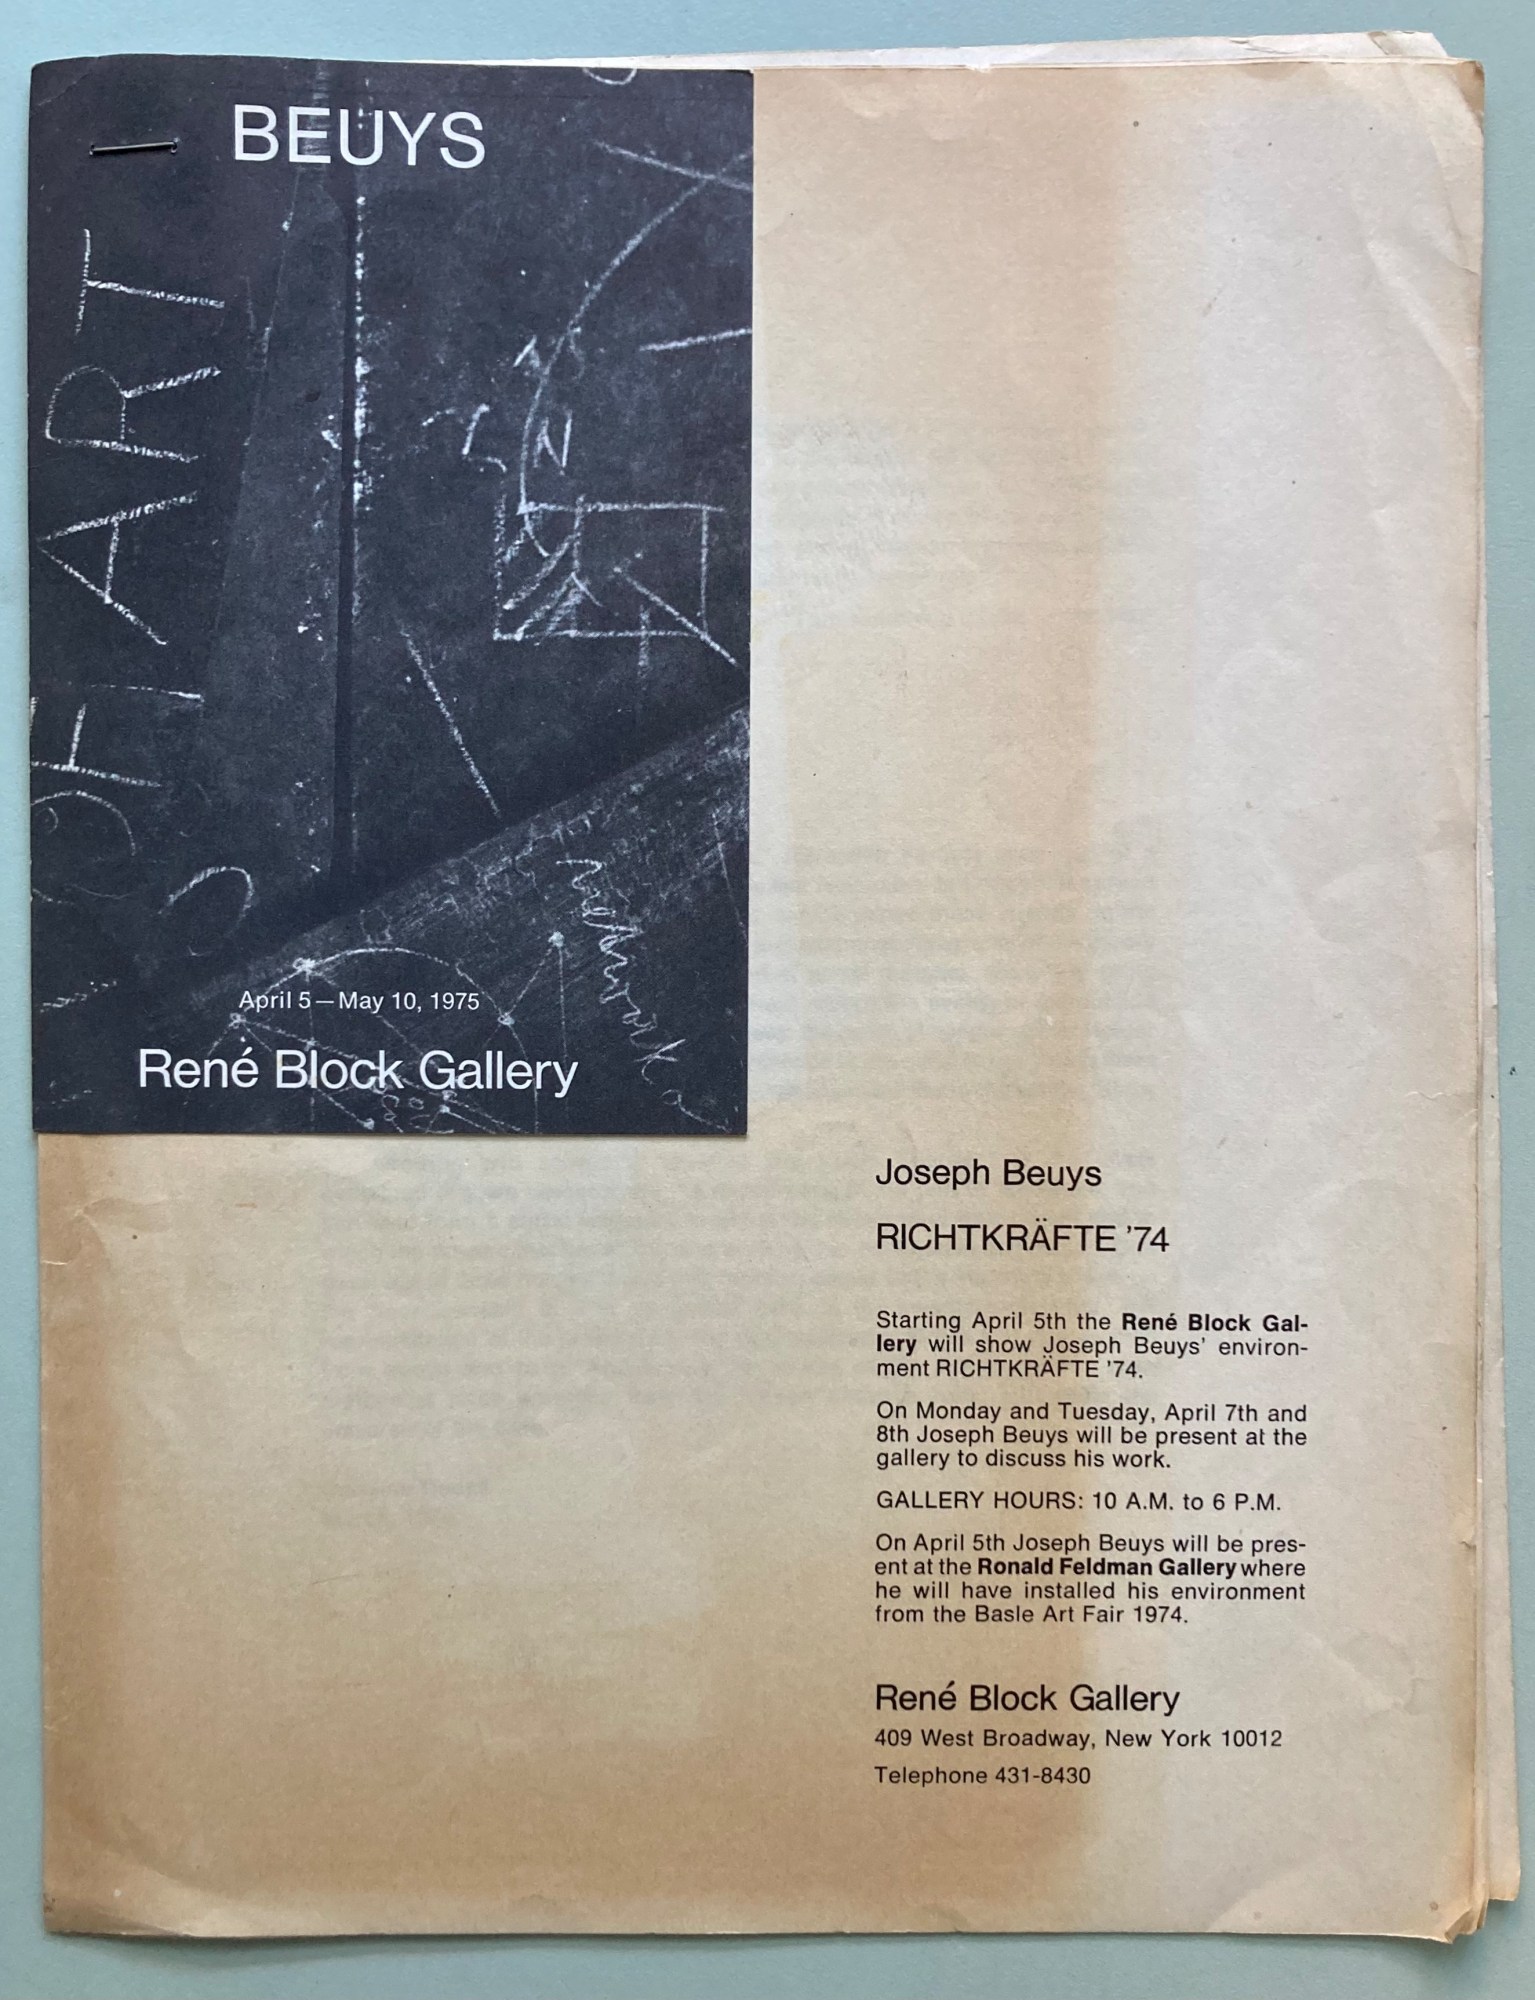 BEUYS
ART
network
April 5—May 10, 1975
René Block Gallery
Joseph Beuys
RICHTKRÄFTE ’74
Starting April 5th the René Block Gal-
lery will show Joseph Beuys’ environ-
ment RICHTKRÄFTE ’74.
On Monday and Tuesday, April 7th and
8th Joseph Beuys will be present at the
gallery to discuss his work.
GALLERY HOURS: 10 A.M. to 6 P.M.
On April 5th Joseph Beuys will be pres-
ent at the Ronald Feldman Gallery where
he will have installed his environment
from the Basle Art Fair 1974.
René Block Gallery
409 West Broadway, New York 10012
Telephone 431-8430